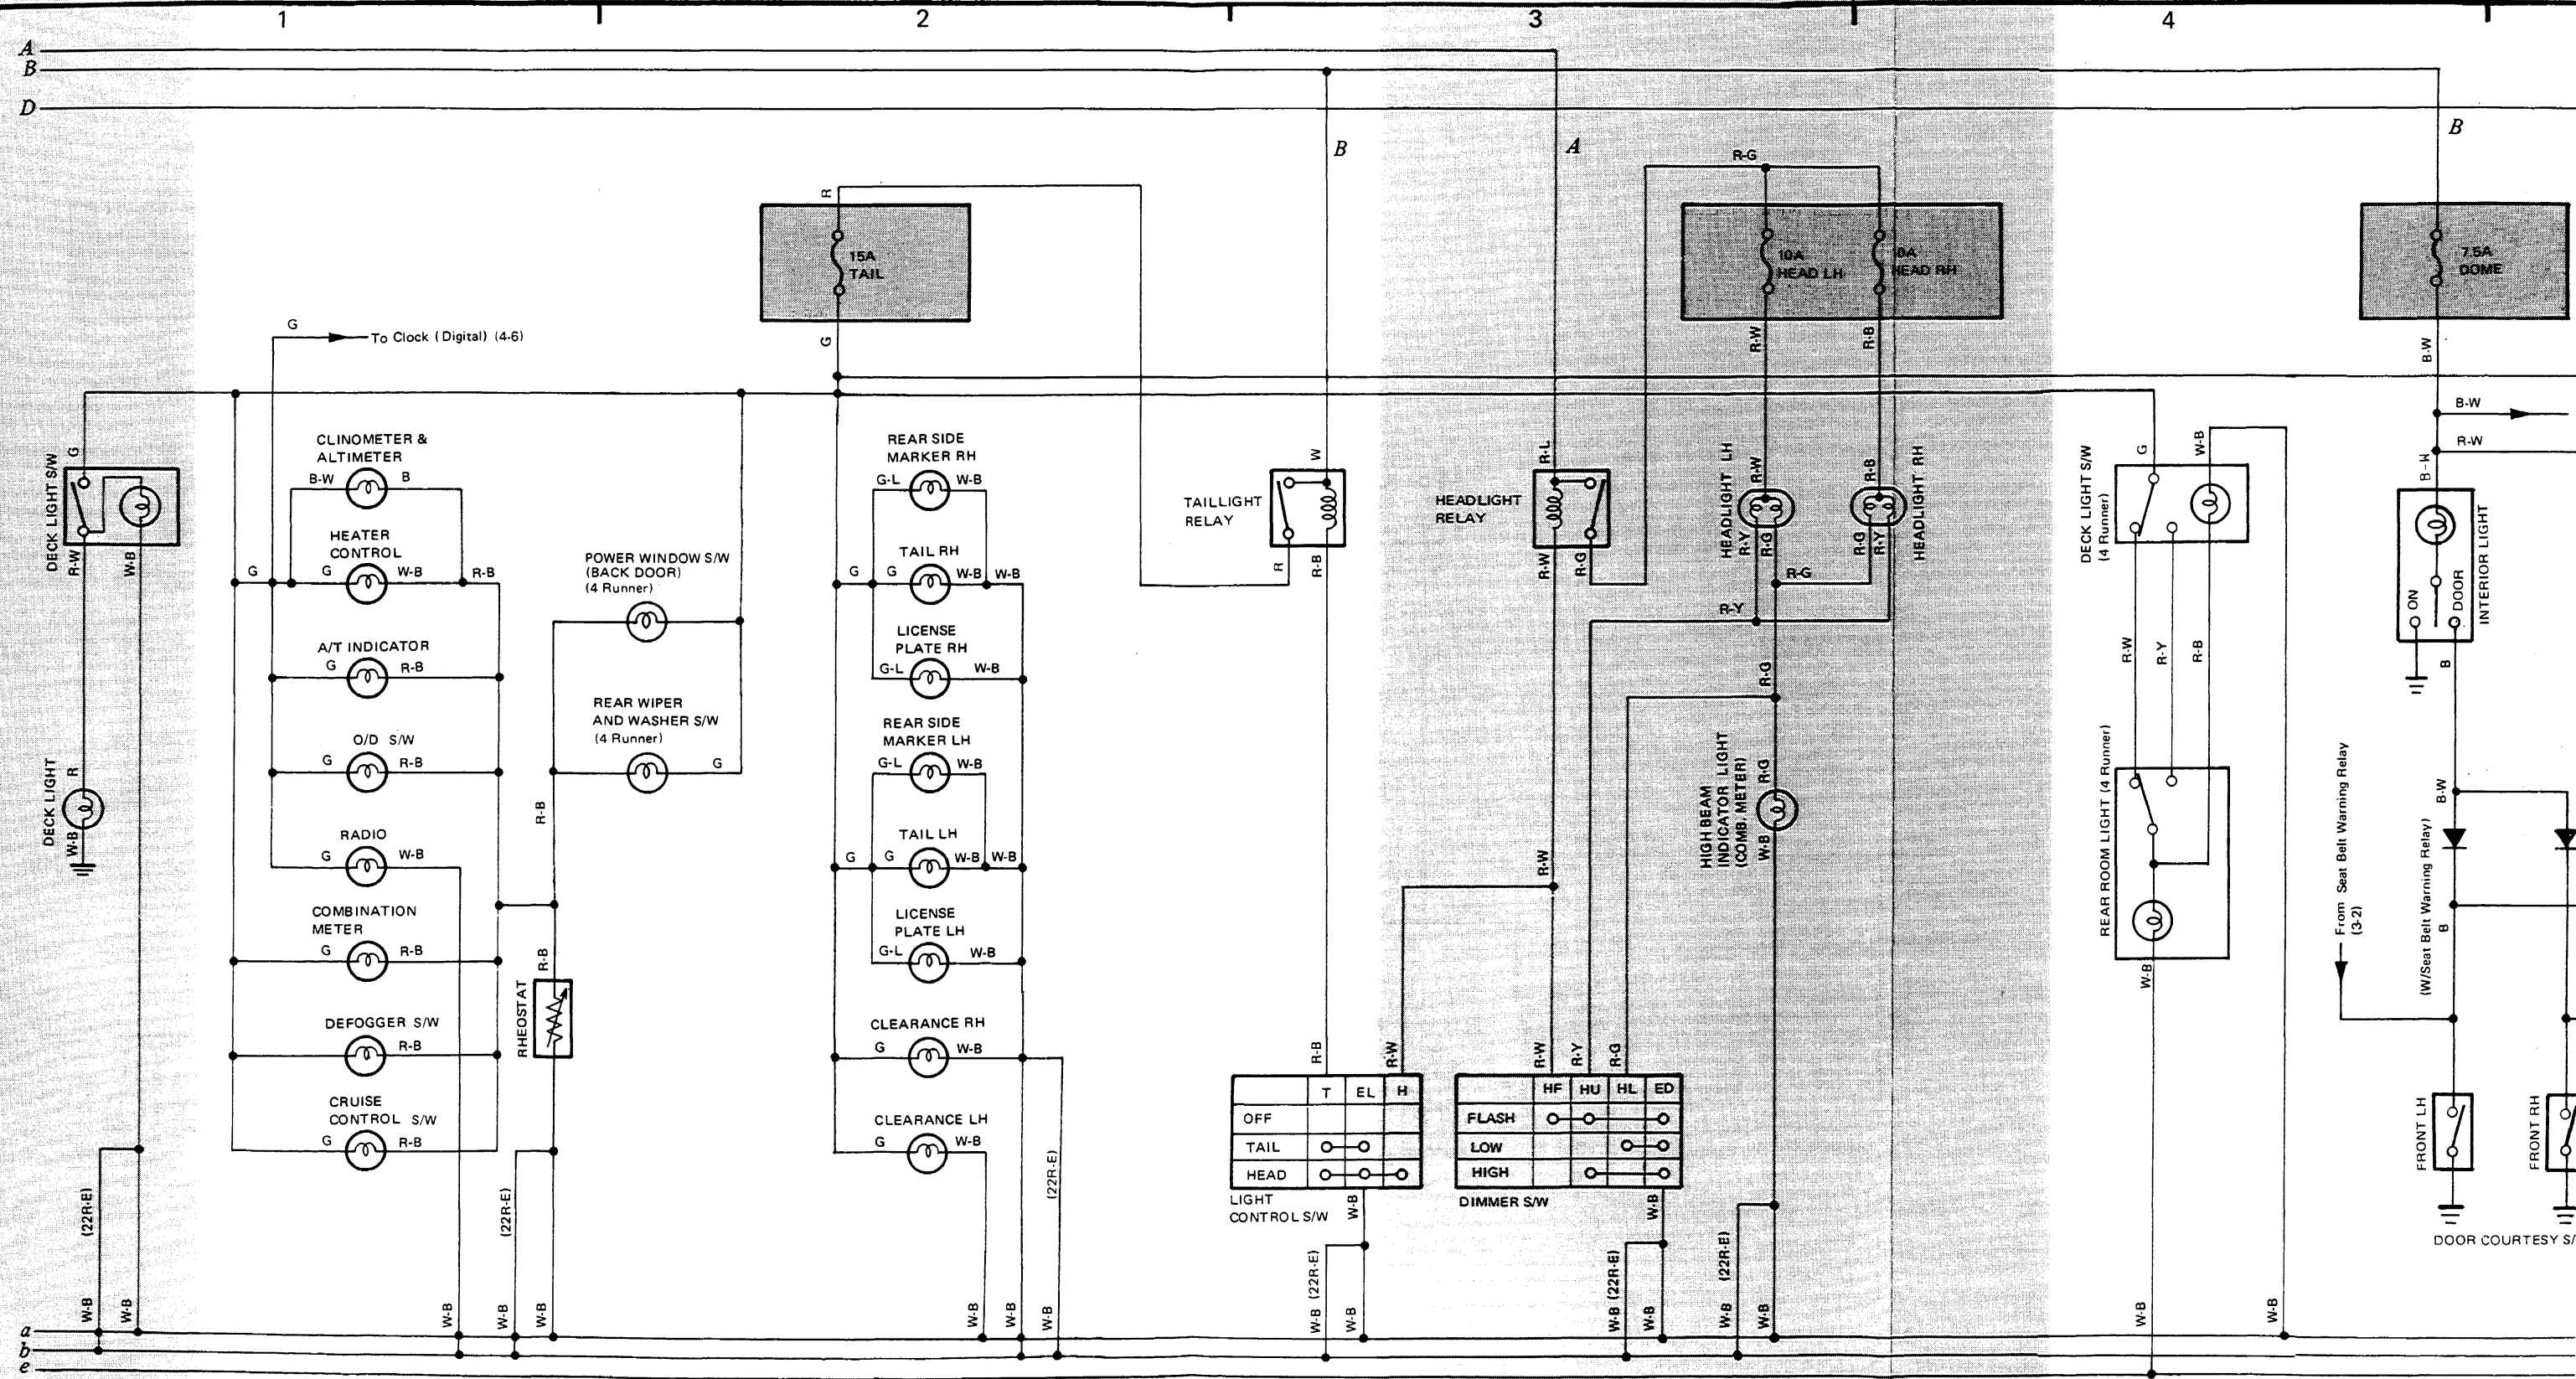 1
2
3
4
A
B
D
B
A
B
R
15A
TAIL
G
R-G
10A
HEAD LH
HEAD RH
R-W
R-B
7.5A
DOME
B-W
B-W
R-W
G
To Clock (Digital) (4-6)
DECK LIGHT S/W
G
R-W
W-B
DECK LIGHT
R
W-B
(22R-E)
W-B
W-B
CLINOMETER &
ALTIMETER
B-W
B
HEATER
CONTROL
G
G
W-B
R-B
A/T INDICATOR
G
R-B
O/D S/W
G
R-B
RADIO
G
W-B
COMBINATION
METER
G
R-B
DEFOGGER S/W
R-B
CRUISE
CONTROL S/W
G
R-B
W-B
POWER WINDOW S/W
(BACK DOOR)
(4 Runner)
REAR WIPER
AND WASHER S/W
(4 Runner)
G
R-B
R-B
RHEOSTAT
(22R-E)
W-B
W-B
REAR SIDE
MARKER RH
G-L
W-B
TAIL RH
G
G
W-B
W-B
LICENSE
PLATE RH
G-L
W-B
REAR SIDE
MARKER LH
G-L
W-B
TAIL LH
G
G
W-B
W-B
LICENSE
PLATE LH
G-L
W-B
CLEARANCE RH
G
W-B
CLEARANCE LH
G
W-B
(22R-E)
W-B
W-B
W-B
W
TAILLIGHT
RELAY
R
R-B
R-B
R-W
T EL H
OFF
TAIL
HEAD
LIGHT
CONTROL S/W
W-B
W-B (22R-E)
W-B
R-L
HEADLIGHT
RELAY
R-W
R-G
R-W
R-W
R-Y
R-G
HF HU HL ED
FLASH
LOW
HIGH
DIMMER S/W
W-B
W-B (22R-E)
W-B
HEADLIGHT LH
R-W
R-Y
R-G
R-B
HEADLIGHT RH
R-G
R-Y
R-G
R-Y
R-G
HIGH BEAM
INDICATOR LIGHT
(COMB. METER)
R-G
W-B
(22R-E)
W-B
W-B
DECK LIGHT S/W
(4 Runner)
G
W-B
R-W
R-Y
R-B
REAR ROOM LIGHT (4 Runner)
W-B
W-B
W-B
B-W
INTERIOR LIGHT
ON
DOOR
B
From Seat Belt Warning Relay
(3-2)
(W/Seat Belt Warning Relay)
B-W
B
FRONT LH
FRONT RH
DOOR COURTESY S/
a
b
e